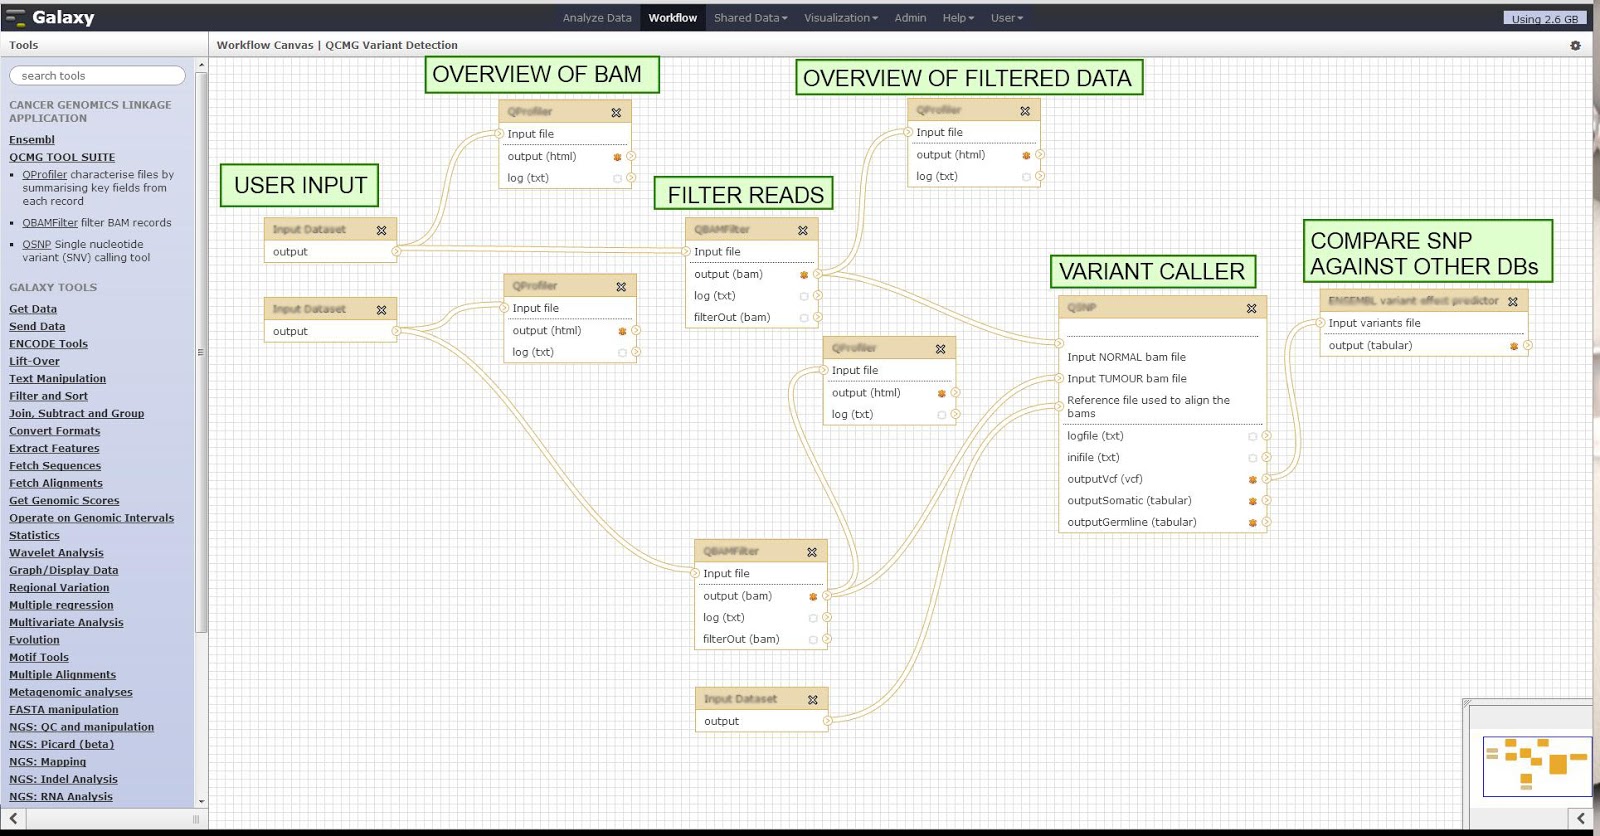 Galaxy
Analyze Data
Workflow
Shared Data
Visualization
Admin
Help
User
Using 2.6 GB
Tools
Workflow Canvas | QCMG Variant Detection
search tools
CANCER GENOMICS LINKAGE
APPLICATION
Ensembl
QCMG TOOL SUITE
QProfiler characterise files by
summarising key fields from
each record
QBAMFilter filter BAM records
QSNP Single nucleotide
variant (SNV) calling tool
GALAXY TOOLS
Get Data
Send Data
ENCODE Tools
Lift-Over
Text Manipulation
Filter and Sort
Join, Subtract and Group
Convert Formats
Extract Features
Fetch Sequences
Fetch Alignments
Get Genomic Scores
Operate on Genomic Intervals
Statistics
Wavelet Analysis
Graph/Display Data
Regional Variation
Multiple regression
Multivariate Analysis
Evolution
Motif Tools
Multiple Alignments
Metagenomic analyses
FASTA manipulation
NGS: QC and manipulation
NGS: Picard (beta)
NGS: Mapping
NGS: Indel Analysis
NGS: RNA Analysis
OVERVIEW OF BAM
QProfiler
Input file
output (html)
log (txt)
OVERVIEW OF FILTERED DATA
QProfiler
Input file
output (html)
log (txt)
USER INPUT
Input Dataset
output
Input Dataset
output
QProfiler
Input file
output (html)
log (txt)
FILTER READS
QBAMFilter
Input file
output (bam)
log (txt)
filterOut (bam)
QProfiler
Input file
output (html)
log (txt)
VARIANT CALLER
QSNP
Input NORMAL bam file
Input TUMOUR bam file
Reference file used to align the
bams
logfile (txt)
inifile (txt)
outputVcf (vcf)
outputSomatic (tabular)
outputGermline (tabular)
COMPARE SNP
AGAINST OTHER DBs
ENSEMBL variant effect predictor
Input variants file
output (tabular)
QBAMFilter
Input file
output (bam)
log (txt)
filterOut (bam)
Input Dataset
output